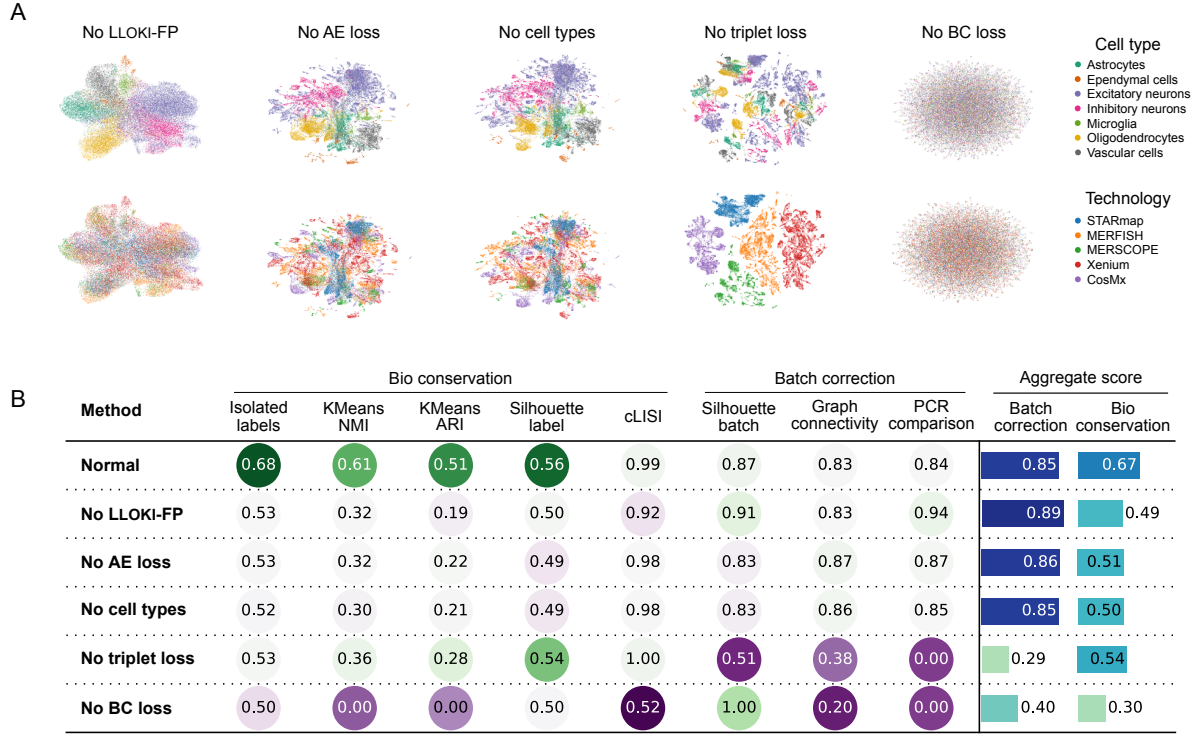 A
No LLOKI-FP No AE loss No cell types No triplet loss No BC loss
Cell type
Astrocytes
Ependymal cells
Excitatory neurons
Inhibitory neurons
Microglia
Oligodendrocytes
Vascular cells
Technology
STARmap
MERFISH
MERSCOPE
Xenium
CosMx
B
Bio conservation Batch correction Aggregate score
Method Isolated labels KMeans NMI KMeans ARI Silhouette label cLISI Silhouette batch Graph connectivity PCR comparison Batch correction Bio conservation
Normal 0.68 0.61 0.51 0.56 0.99 0.87 0.83 0.84 0.85 0.67
No LLOKI-FP 0.53 0.32 0.19 0.50 0.92 0.91 0.83 0.94 0.89 0.49
No AE loss 0.53 0.32 0.22 0.49 0.98 0.83 0.87 0.87 0.86 0.51
No cell types 0.52 0.30 0.21 0.49 0.98 0.83 0.86 0.85 0.85 0.50
No triplet loss 0.53 0.36 0.28 0.54 1.00 0.51 0.38 0.00 0.29 0.54
No BC loss 0.50 0.00 0.00 0.50 0.52 1.00 0.20 0.00 0.40 0.30